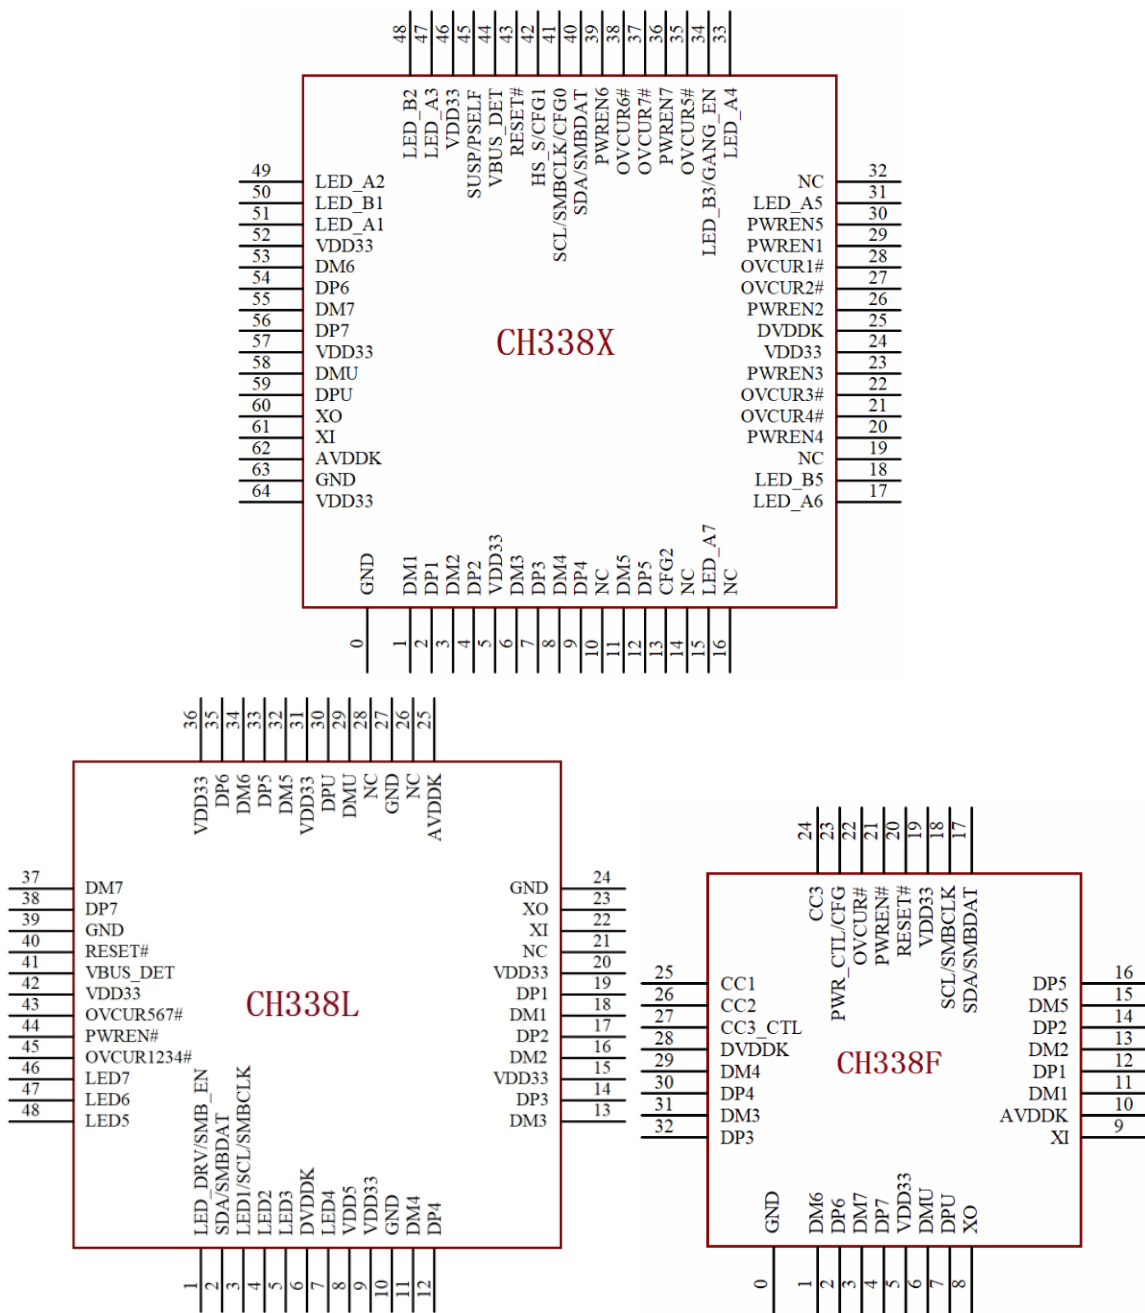 48 47 46 45 44 43 42 41 40 39 38 37 36 35 34 33
LED_B2 LED_A3 VDD33 SUSP/PSELF VBUS_DET RESET# HS_S/CFG1 SCL/SMBCLK/CFG0 SDA/SMBDAT PWREN6 OVCUR6# OVCUR7# PWREN7 OVCUR5# LED_B3/GANG_EN LED_A4
49 LED_A2
50 LED_B1
51 LED_A1
52 VDD33
53 DM6
54 DP6
55 DM7
56 DP7
57 VDD33
58 DMU
59 DPU
60 XO
61 XI
62 AVDDK
63 GND
64 VDD33
CH338X
NC 32
LED_A5 31
PWREN5 30
PWREN1 29
OVCUR1# 28
OVCUR2# 27
PWREN2 26
DVDDK 25
VDD33 24
PWREN3 23
OVCUR3# 22
OVCUR4# 21
PWREN4 20
NC 19
LED_B5 18
LED_A6 17
GND DM1 DP1 DM2 DP2 VDD33 DM3 DP3 DM4 DP4 NC DM5 DP5 CFG2 NC LED_A7 NC
0 1 2 3 4 5 6 7 8 9 10 11 12 13 14 15 16
36 35 34 33 32 31 30 29 28 27 26 25
VDD33 DP6 DM6 DP5 DM5 VDD33 DPU DMU NC GND NC AVDDK
37 DM7
38 DP7
39 GND
40 RESET#
41 VBUS_DET
42 VDD33
43 OVCUR567#
44 PWREN#
45 OVCUR1234#
46 LED7
47 LED6
48 LED5
CH338L
GND 24
XO 23
XI 22
NC 21
VDD33 20
DP1 19
DM1 18
DP2 17
DM2 16
VDD33 15
DP3 14
DM3 13
LED_DRV/SMB_EN SDA/SMBDAT LED1/SCL/SMBCLK LED2 LED3 DVDDK LED4 VDD5 VDD33 GND DM4 DP4
1 2 3 4 5 6 7 8 9 10 11 12
24 23 22 21 20 19 18 17
CC3 PWR_CTL/CFG OVCUR# PWREN# RESET# VDD33 SCL/SMBCLK SDA/SMBDAT
25 CC1
26 CC2
27 CC3_CTL
28 DVDDK
29 DM4
30 DP4
31 DM3
32 DP3
CH338F
DP5 16
DM5 15
DP2 14
DM2 13
DP1 12
DM1 11
AVDDK 10
XI 9
GND DM6 DP6 DM7 DP7 VDD33 DMU DPU XO
0 1 2 3 4 5 6 7 8